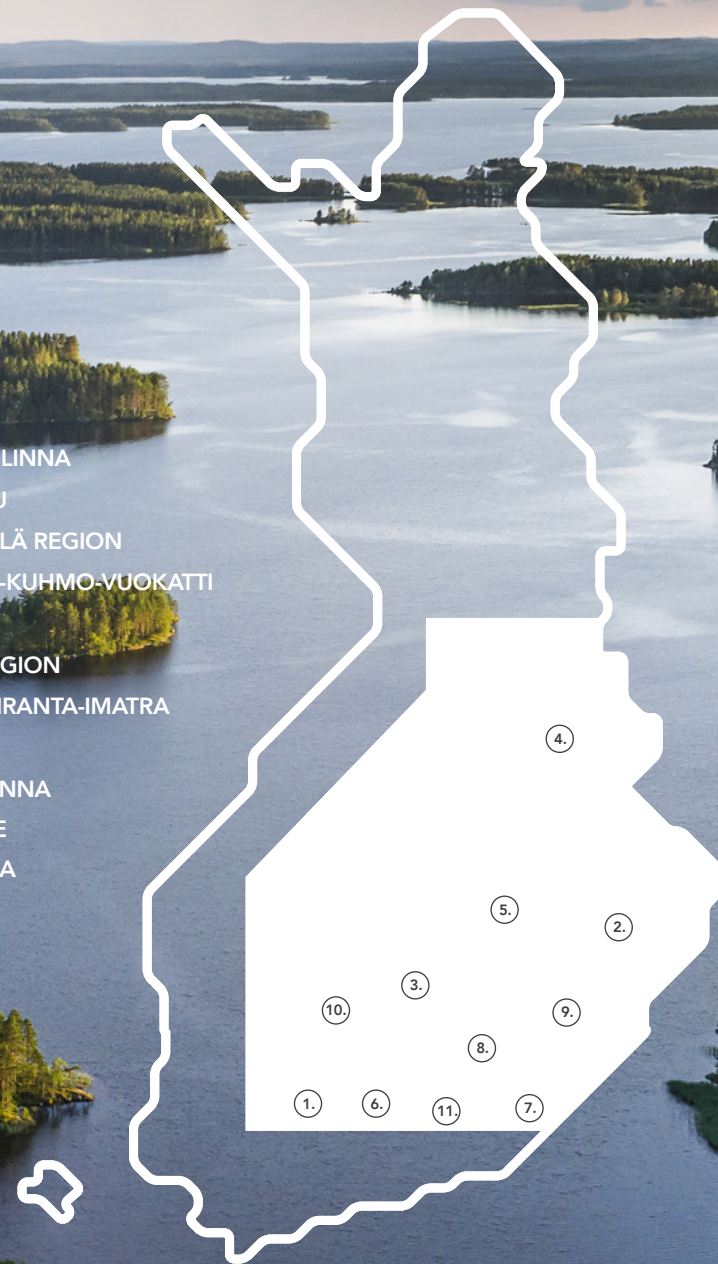 LINNA
U
LÄ REGION
-KUHMO-VUOKATTI
GION
RANTA-IMATRA
NNA
E
A
4.
5.
2.
3.
10.
9.
8.
1.
6.
11.
7.